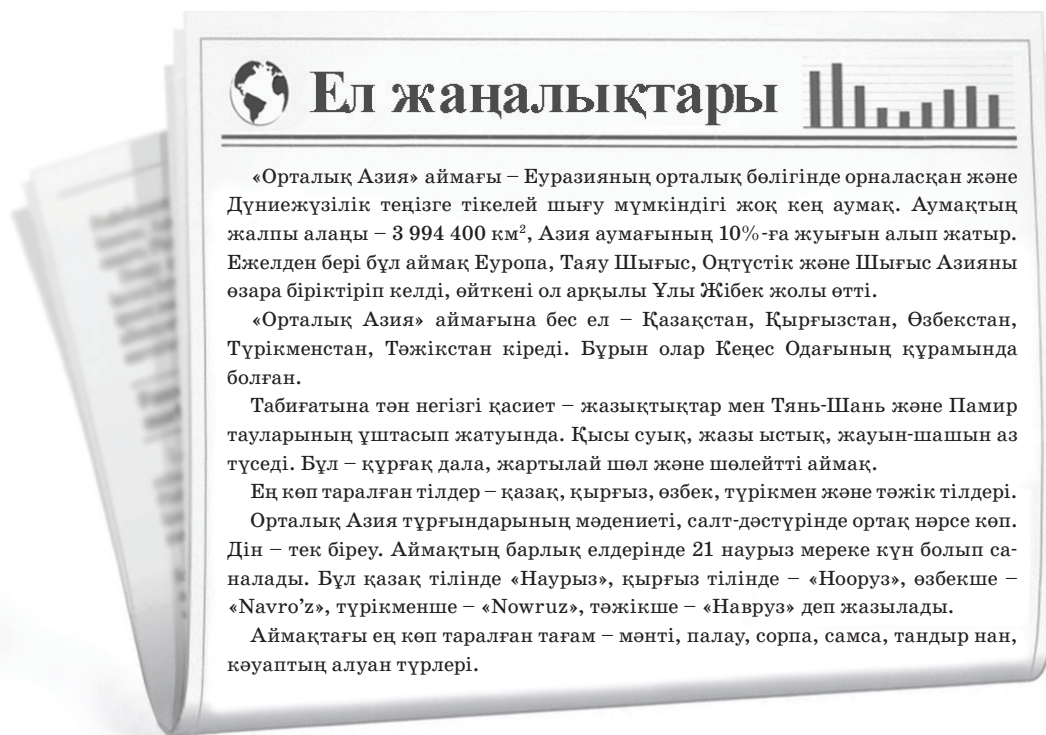 Ел жаңалықтары
«Орталық Азия» аймағы – Еуразияның орталық бөлігінде орналасқан және
Дүниежүзілік теңізге тікелей шығу мүмкіндігі жоқ кең аумақ. Аумақтың
жалпы алаңы – 3 994 400 км², Азия аумағының 10%-ға жуығын алып жатыр.
Ежелден бері бұл аймақ Еуропа, Таяу Шығыс, Оңтүстік және Шығыс Азияны
өзара біріктіріп келді, өйткені ол арқылы Ұлы Жібек жолы өтті.
«Орталық Азия» аймағына бес ел – Қазақстан, Қырғызстан, Өзбекстан,
Түрікменстан, Тәжікстан кіреді. Бұрын олар Кеңес Одағының құрамында
болған.
Табиғатына тән негізгі қасиет – жазықтықтар мен Тянь-Шань және Памир
тауларының ұштасып жатуында. Қысы суық, жазы ыстық, жауын-шашын аз
түседі. Бұл – құрғақ дала, жартылай шөл және шөлейтті аймақ.
Ең көп таралған тілдер – қазақ, қырғыз, өзбек, түрікмен және тәжік тілдері.
Орталық Азия тұрғындарының мәдениеті, салт-дәстүрінде ортақ нәрсе көп.
Дін – тек біреу. Аймақтың барлық елдерінде 21 наурыз мереке күн болып са-
налады. Бұл қазақ тілінде «Наурыз», қырғыз тілінде – «Нооруз», өзбекше –
«Navro’z», түрікменше – «Nowruz», тәжікше – «Навруз» деп жазылады.
Аймақтағы ең көп таралған тағам – мәнті, палау, сорпа, самса, тандыр нан,
кәуаптың алуан түрлері.